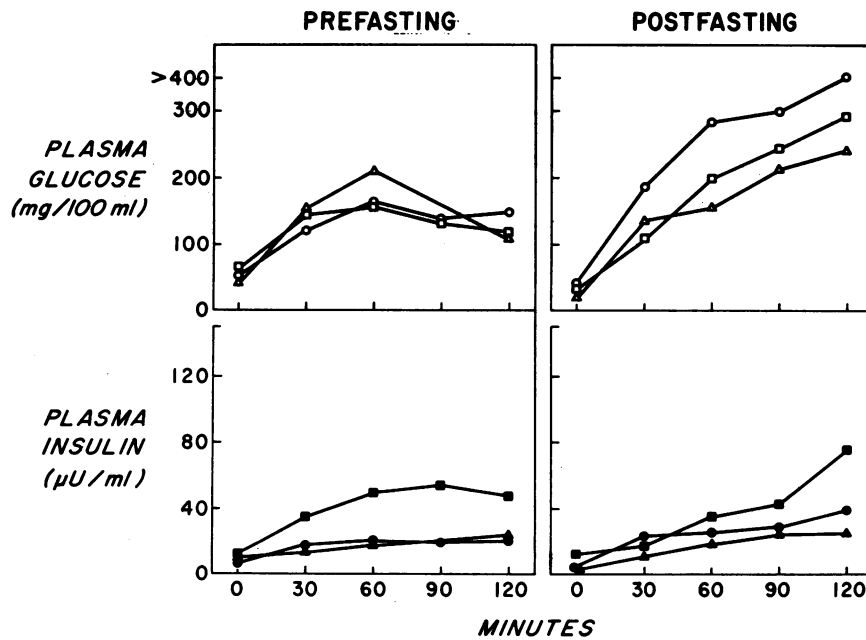 PREFASTING
POSTFASTING
>400
300
200
100
0
PLASMA
GLUCOSE
(mg/100 ml)
120
80
40
0
PLASMA
INSULIN
(µU/ml)
0 30 60 90 120
0 30 60 90 120
MINUTES